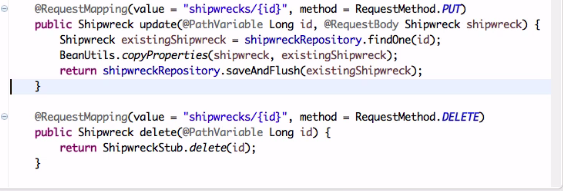 @RequestMapping(value = "shipwrecks/{id}", method = RequestMethod.PUT)
public Shipwreck update(@PathVariable Long id, @RequestBody Shipwreck shipwreck) {
Shipwreck existingShipwreck = shipwreckRepository.findOne(id);
BeanUtils.copyProperties(shipwreck, existingShipwreck);
return shipwreckRepository.saveAndFlush(existingShipwreck);
}
@RequestMapping(value = "shipwrecks/{id}", method = RequestMethod.DELETE)
public Shipwreck delete(@PathVariable Long id) {
return ShipwreckStub.delete(id);
}